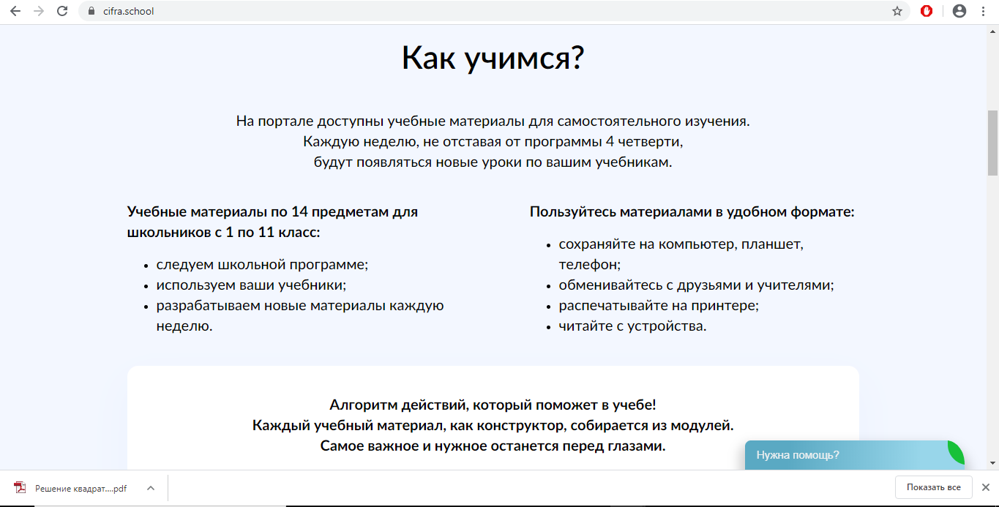 cifra.school
Как учимся?
На портале доступны учебные материалы для самостоятельного изучения.
Каждую неделю, не отставая от программы 4 четверти,
будут появляться новые уроки по вашим учебникам.
Учебные материалы по 14 предметам для
школьников с 1 по 11 класс:
• следуем школьной программе;
• используем ваши учебники;
• разрабатываем новые материалы каждую
неделю.
Пользуйтесь материалами в удобном формате:
• сохраняйте на компьютер, планшет,
телефон;
• обменивайтесь с друзьями и учителями;
• распечатывайте на принтере;
• читайте с устройства.
Алгоритм действий, который поможет в учебе!
Каждый учебный материал, как конструктор, собирается из модулей.
Самое важное и нужное останется перед глазами.
Нужна помощь?
Решение квадрат....pdf
Показать все